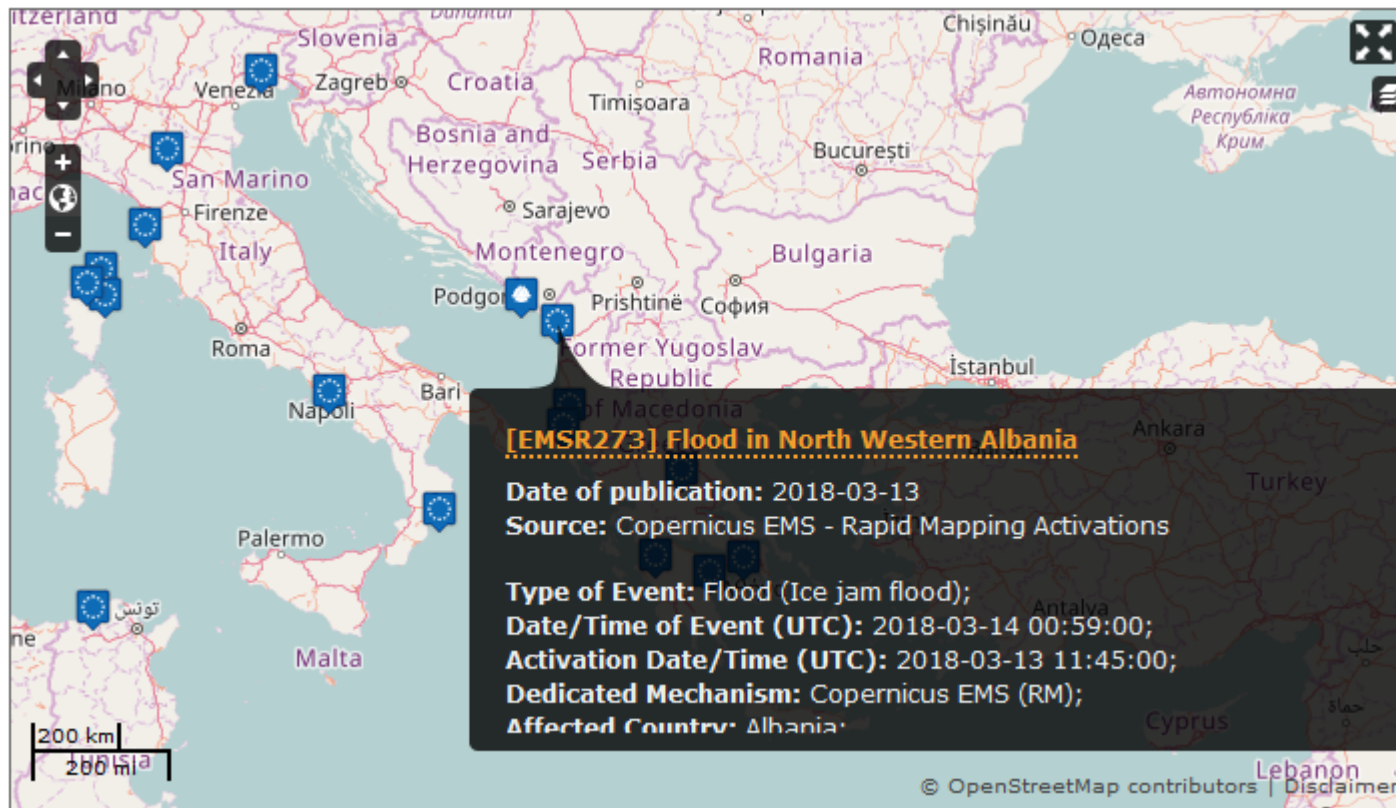 itzerland
Dunántúl
Chișinău
Одеса
Slovenia
Romania
Milano
Venezia
Zagreb
Croatia
Timișoara
Автономна
Республіка
Крим
Bosnia and
Herzegovina
Serbia
București
San Marino
Firenze
Sarajevo
Italy
Montenegro
Bulgaria
Podgor
Prishtinë
София
Roma
Former Yugoslav
Republic
of Macedonia
İstanbul
Bari
Napoli
Ankara
[EMSR273] Flood in North Western Albania
Turkey
Date of publication: 2018-03-13
Source: Copernicus EMS - Rapid Mapping Activations
Palermo
Type of Event: Flood (Ice jam flood);
تونس
Antalya
Date/Time of Event (UTC): 2018-03-14 00:59:00;
Malta
Activation Date/Time (UTC): 2018-03-13 11:45:00;
حلب
Dedicated Mechanism: Copernicus EMS (RM);
حماة
Affected Country: Albania;
Cyprus
200 km
Tunisia
200 mi
Lebanon
© OpenStreetMap contributors | Disclaimer